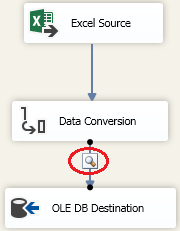 Excel Source
Data Conversion
OLE DB Destination